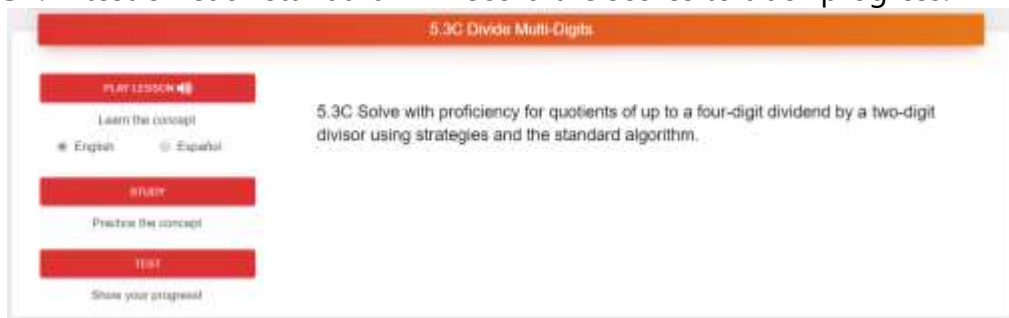 5.3C Divide Multi-Digits
PLAY LESSON
Learn the concept
English Español
STUDY
Practice the concept
TEST
Show your progress!
5.3C Solve with proficiency for quotients of up to a four-digit dividend by a two-digit
divisor using strategies and the standard algorithm.